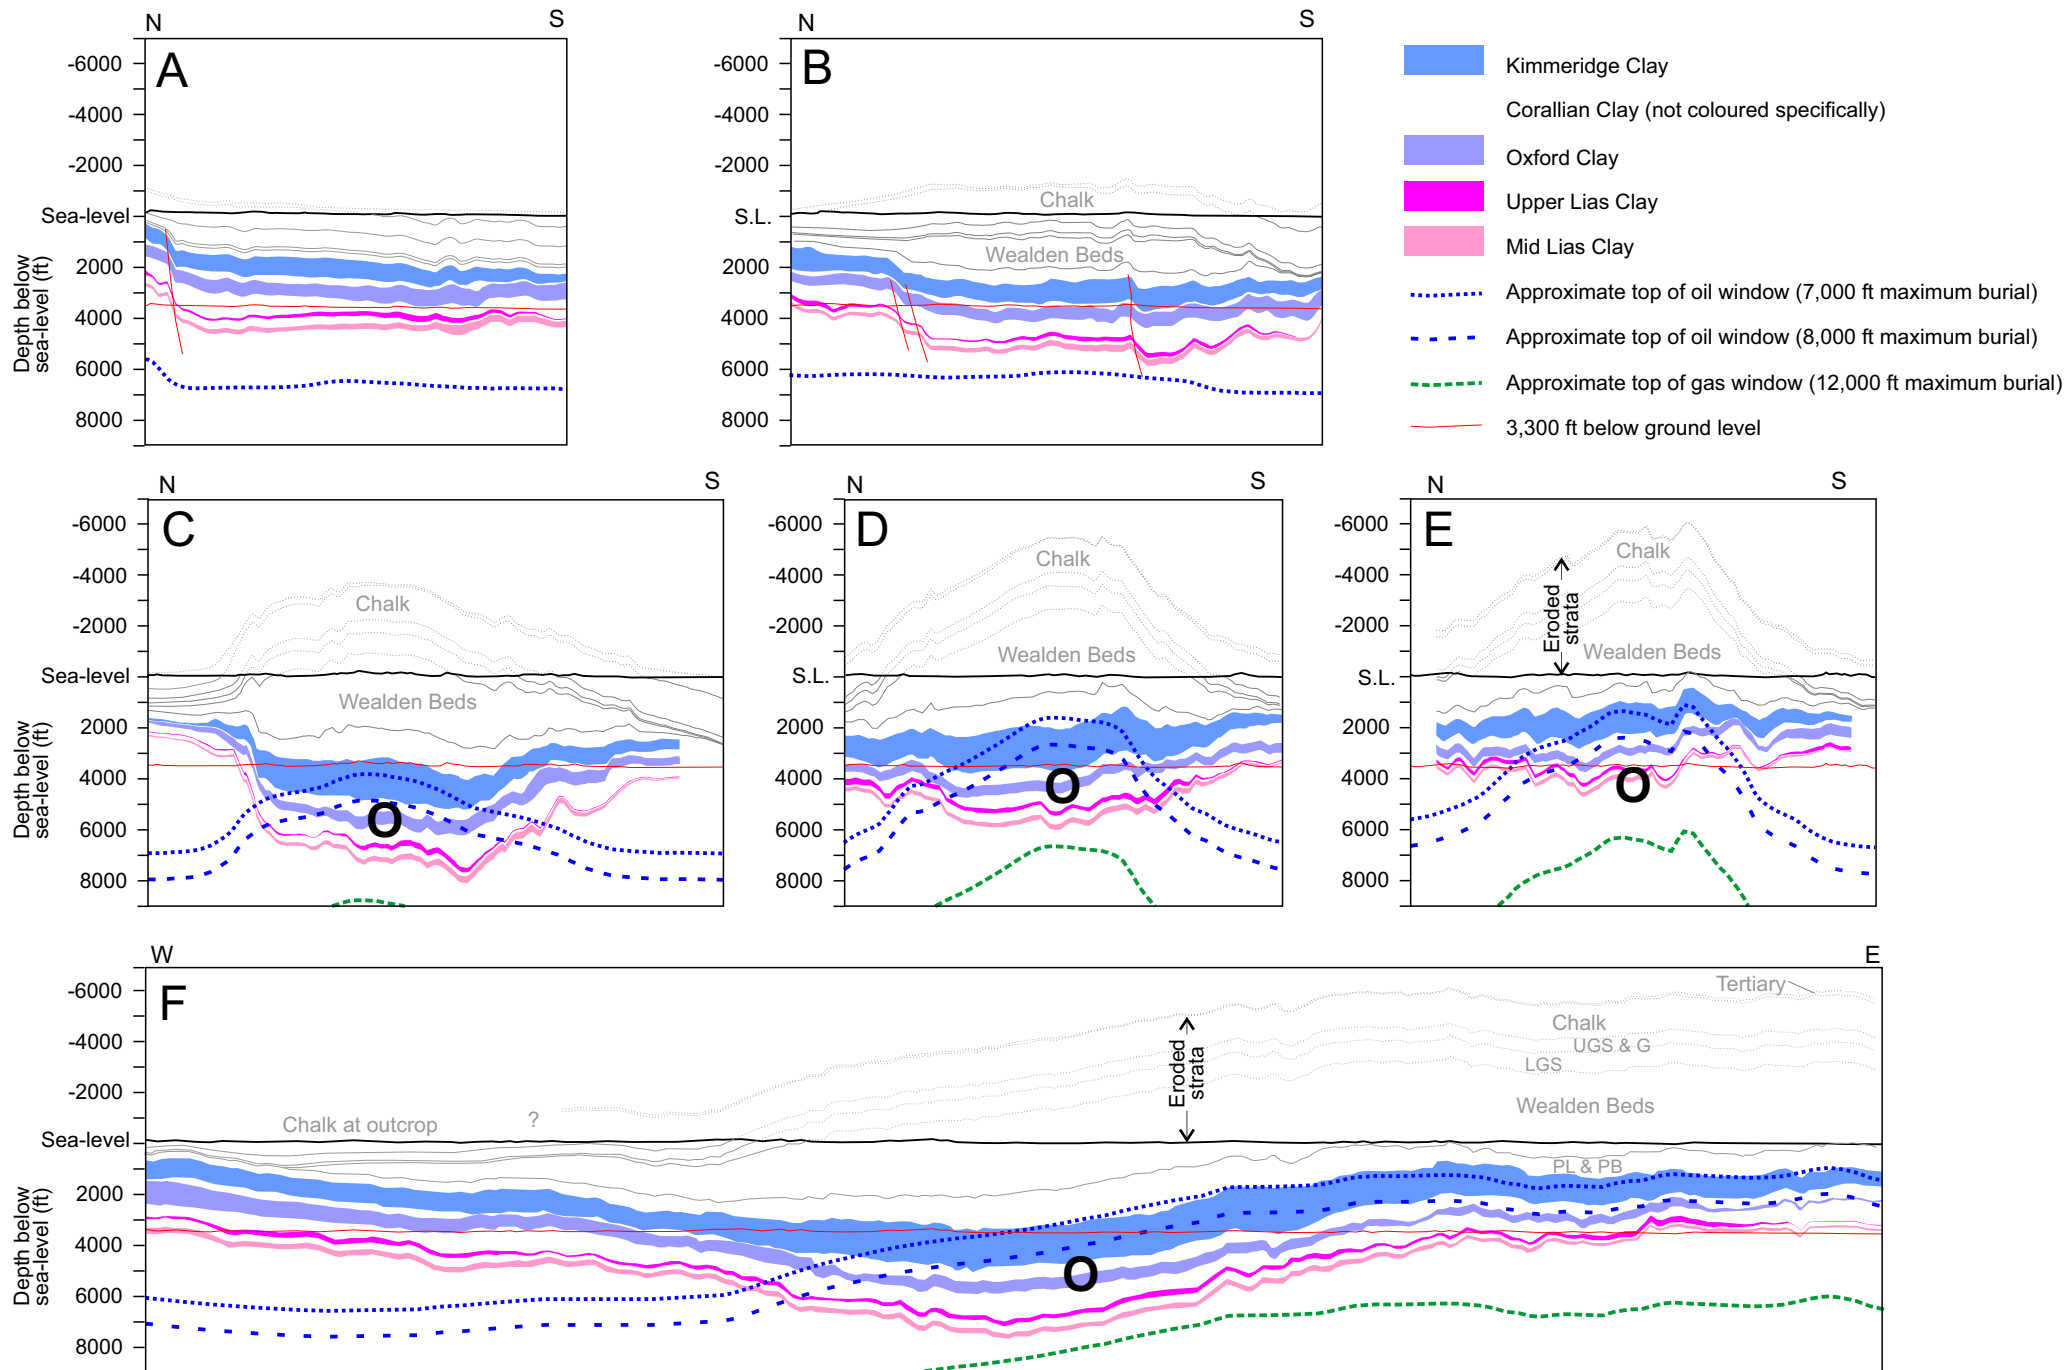 N
S
N
S
A
-6000
-4000
-2000
Sea-level
2000
4000
6000
8000
Depth below
sea-level (ft)
B
-6000
-4000
-2000
S.L.
2000
4000
6000
8000
Chalk
Wealden Beds
Kimmeridge Clay
Corallian Clay (not coloured specifically)
Oxford Clay
Upper Lias Clay
Mid Lias Clay
Approximate top of oil window (7,000 ft maximum burial)
Approximate top of oil window (8,000 ft maximum burial)
Approximate top of gas window (12,000 ft maximum burial)
3,300 ft below ground level
N
S
C
-6000
-4000
-2000
Sea-level
2000
4000
6000
8000
Depth below
sea-level (ft)
Chalk
Wealden Beds
O
N
S
D
-6000
-4000
-2000
S.L.
2000
4000
6000
8000
Chalk
Wealden Beds
O
N
S
E
-6000
-4000
-2000
S.L.
2000
4000
6000
8000
Chalk
Eroded
strata
Wealden Beds
O
W
E
F
-6000
-4000
-2000
Sea-level
2000
4000
6000
8000
Depth below
sea-level (ft)
Chalk at outcrop
?
Eroded
strata
Tertiary
Chalk
UGS & G
LGS
Wealden Beds
PL & PB
O